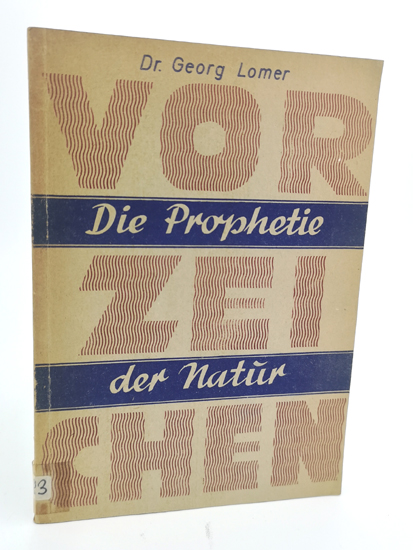 Dr. Georg Lomer
VOR
Die Prophetie
ZEI
der Natur
CHEN